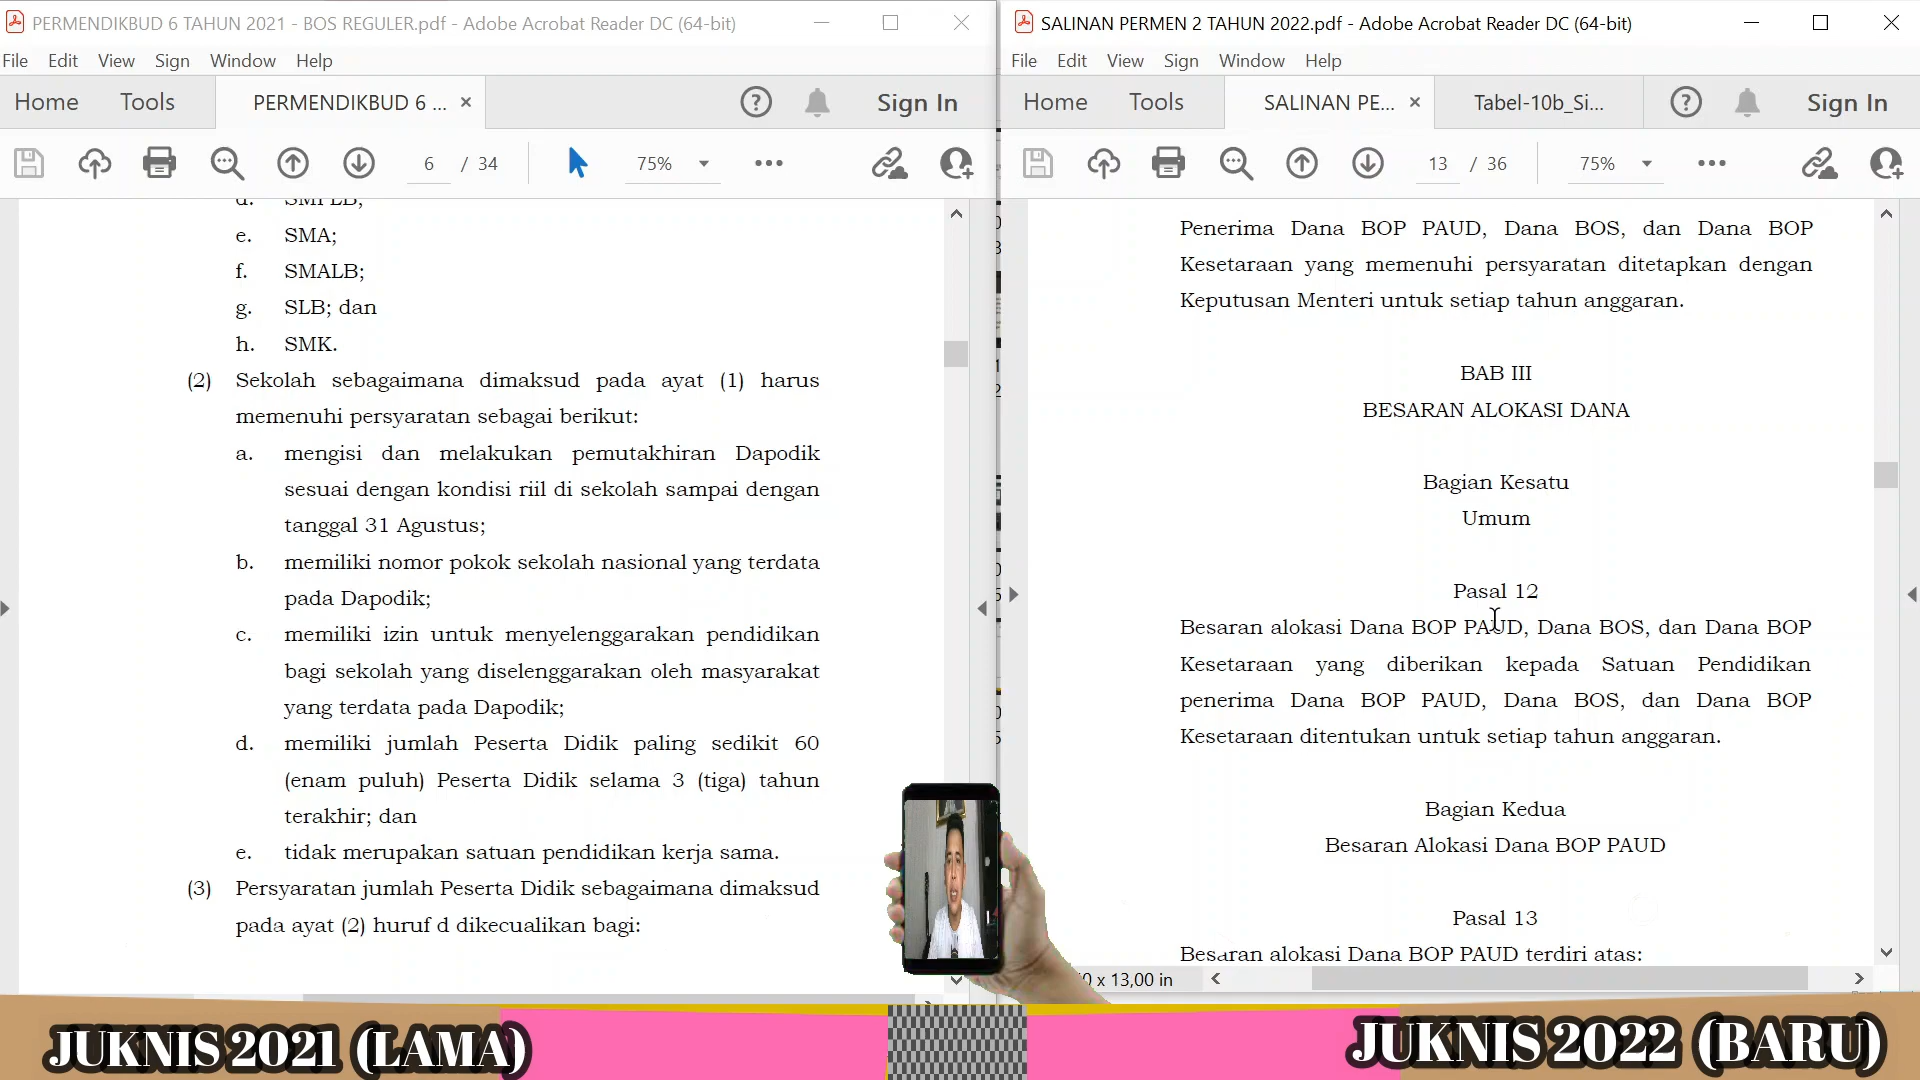 PERMENDIKBUD 6 TAHUN 2021 - BOS REGULER.pdf - Adobe Acrobat Reader DC (64-bit)
File Edit View Sign Window Help
Home Tools PERMENDIKBUD 6 ... × Sign In
6 / 34 75%
d. SMPLB;
e. SMA;
f. SMALB;
g. SLB; dan
h. SMK.
(2) Sekolah sebagaimana dimaksud pada ayat (1) harus
memenuhi persyaratan sebagai berikut:
a. mengisi dan melakukan pemutakhiran Dapodik
sesuai dengan kondisi riil di sekolah sampai dengan
tanggal 31 Agustus;
b. memiliki nomor pokok sekolah nasional yang terdata
pada Dapodik;
c. memiliki izin untuk menyelenggarakan pendidikan
bagi sekolah yang diselenggarakan oleh masyarakat
yang terdata pada Dapodik;
d. memiliki jumlah Peserta Didik paling sedikit 60
(enam puluh) Peserta Didik selama 3 (tiga) tahun
terakhir; dan
e. tidak merupakan satuan pendidikan kerja sama.
(3) Persyaratan jumlah Peserta Didik sebagaimana dimaksud
pada ayat (2) huruf d dikecualikan bagi:
SALINAN PERMEN 2 TAHUN 2022.pdf - Adobe Acrobat Reader DC (64-bit)
File Edit View Sign Window Help
Home Tools SALINAN PE... × Tabel-10b_Si... Sign In
13 / 36 75%
Penerima Dana BOP PAUD, Dana BOS, dan Dana BOP
Kesetaraan yang memenuhi persyaratan ditetapkan dengan
Keputusan Menteri untuk setiap tahun anggaran.
BAB III
BESARAN ALOKASI DANA
Bagian Kesatu
Umum
Pasal 12
Besaran alokasi Dana BOP PAUD, Dana BOS, dan Dana BOP
Kesetaraan yang diberikan kepada Satuan Pendidikan
penerima Dana BOP PAUD, Dana BOS, dan Dana BOP
Kesetaraan ditentukan untuk setiap tahun anggaran.
Bagian Kedua
Besaran Alokasi Dana BOP PAUD
Pasal 13
Besaran alokasi Dana BOP PAUD terdiri atas:
0 x 13,00 in
JUKNIS 2021 (LAMA)
JUKNIS 2022 (BARU)